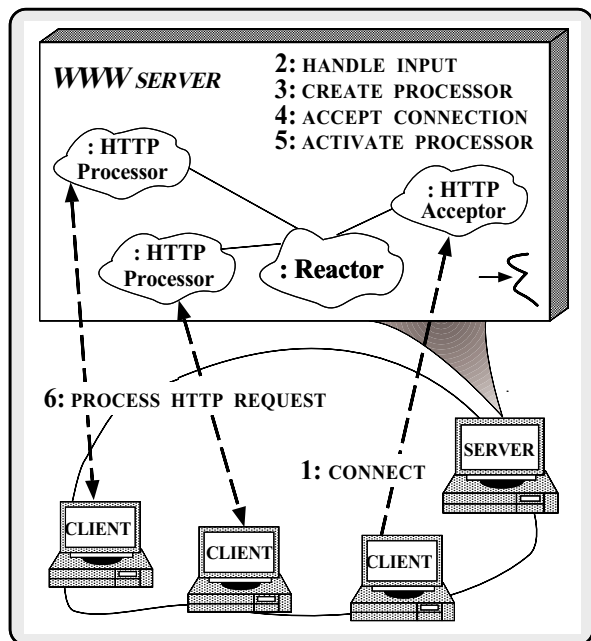 WWW SERVER
2: HANDLE INPUT
3: CREATE PROCESSOR
4: ACCEPT CONNECTION
5: ACTIVATE PROCESSOR
: HTTP
Processor
: HTTP
Acceptor
: HTTP
Processor
: Reactor
6: PROCESS HTTP REQUEST
1: CONNECT
SERVER
CLIENT
CLIENT
CLIENT